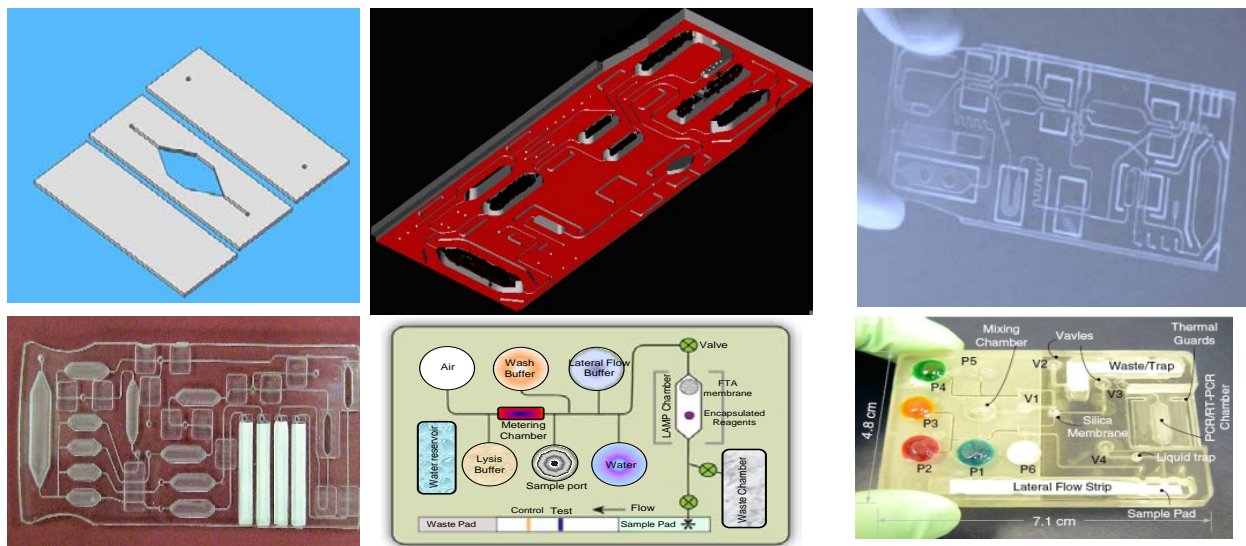 Air
Wash
Buffer
Lateral Flow
Buffer
Valve
Metering
Chamber
LAMP Chamber
FTA
membrane
Encapsulated
Reagents
Water reservoir
Lysis
Buffer
Sample port
Water
Waste Chamber
Control
Test
Flow
Waste Pad
Sample Pad
Mixing
Chamber
Vavles
Thermal
Guards
P5
V2
Waste/Trap
P4
V3
V1
P3
Silica
Membrane
PCR/RT-PCR
Chamber
4.8 cm
V4
Liquid trap
P2
P1
P6
Lateral Flow Strip
7.1 cm
Sample Pad